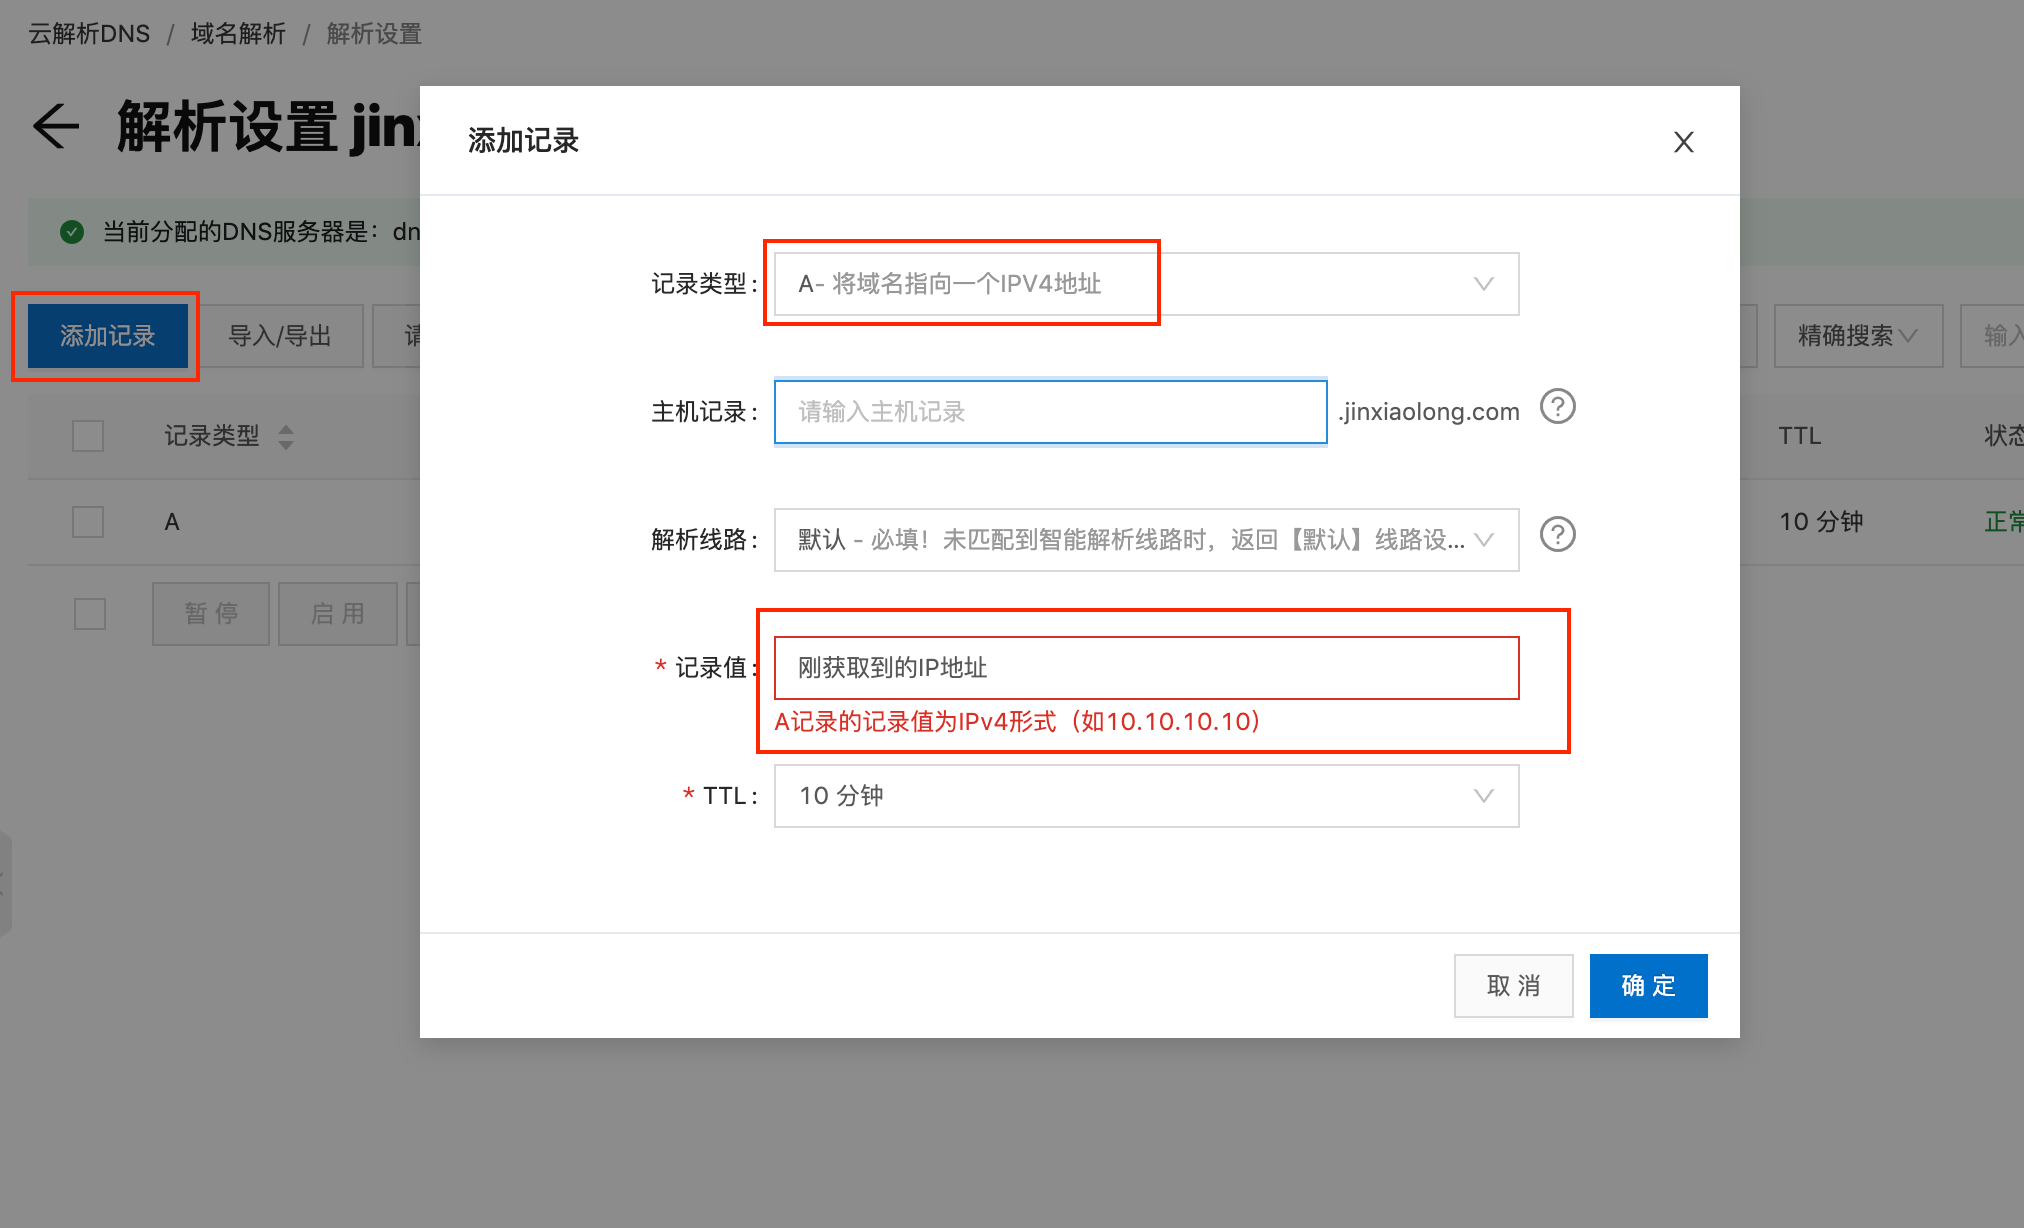 云解析DNS / 域名解析 / 解析设置
解析设置 jin
当前分配的DNS服务器是：dn
添加记录
导入/导出
请
精确搜索
输入
记录类型
TTL
状态
A
10 分钟
正常
暂 停
启 用
添加记录
X
记录类型：
A- 将域名指向一个IPV4地址
主机记录：
请输入主机记录
.jinxiaolong.com
?
解析线路：
默认 - 必填！未匹配到智能解析线路时，返回【默认】线路设...
?
* 记录值：
刚获取到的IP地址
A记录的记录值为IPv4形式（如10.10.10.10）
* TTL：
10 分钟
取 消
确 定